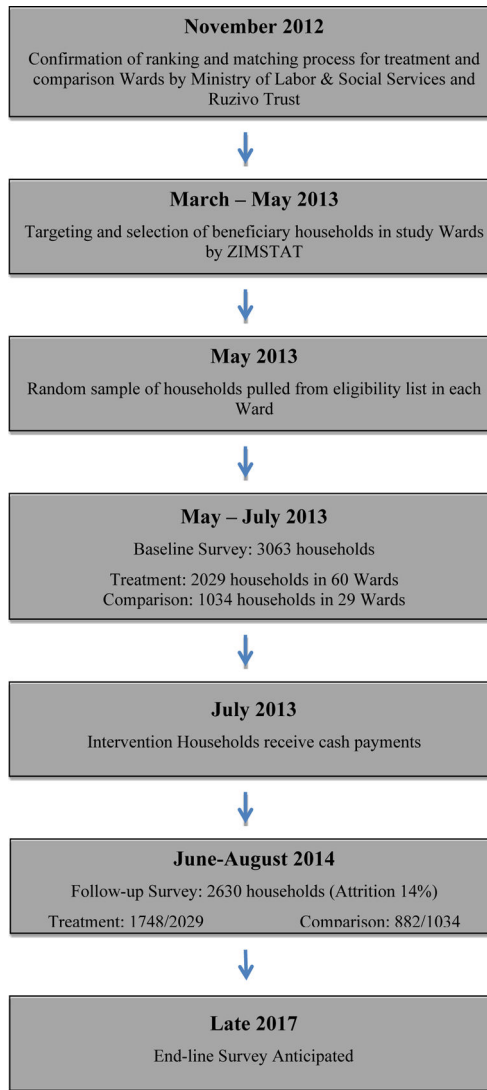 November 2012
Confirmation of ranking and matching process for treatment and
comparison Wards by Ministry of Labor & Social Services and
Ruzivo Trust
March – May 2013
Targeting and selection of beneficiary households in study Wards
by ZIMSTAT
May 2013
Random sample of households pulled from eligibility list in each
Ward
May – July 2013
Baseline Survey: 3063 households
Treatment: 2029 households in 60 Wards
Comparison: 1034 households in 29 Wards
July 2013
Intervention Households receive cash payments
June-August 2014
Follow-up Survey: 2630 households (Attrition 14%)
Treatment: 1748/2029 Comparison: 882/1034
Late 2017
End-line Survey Anticipated